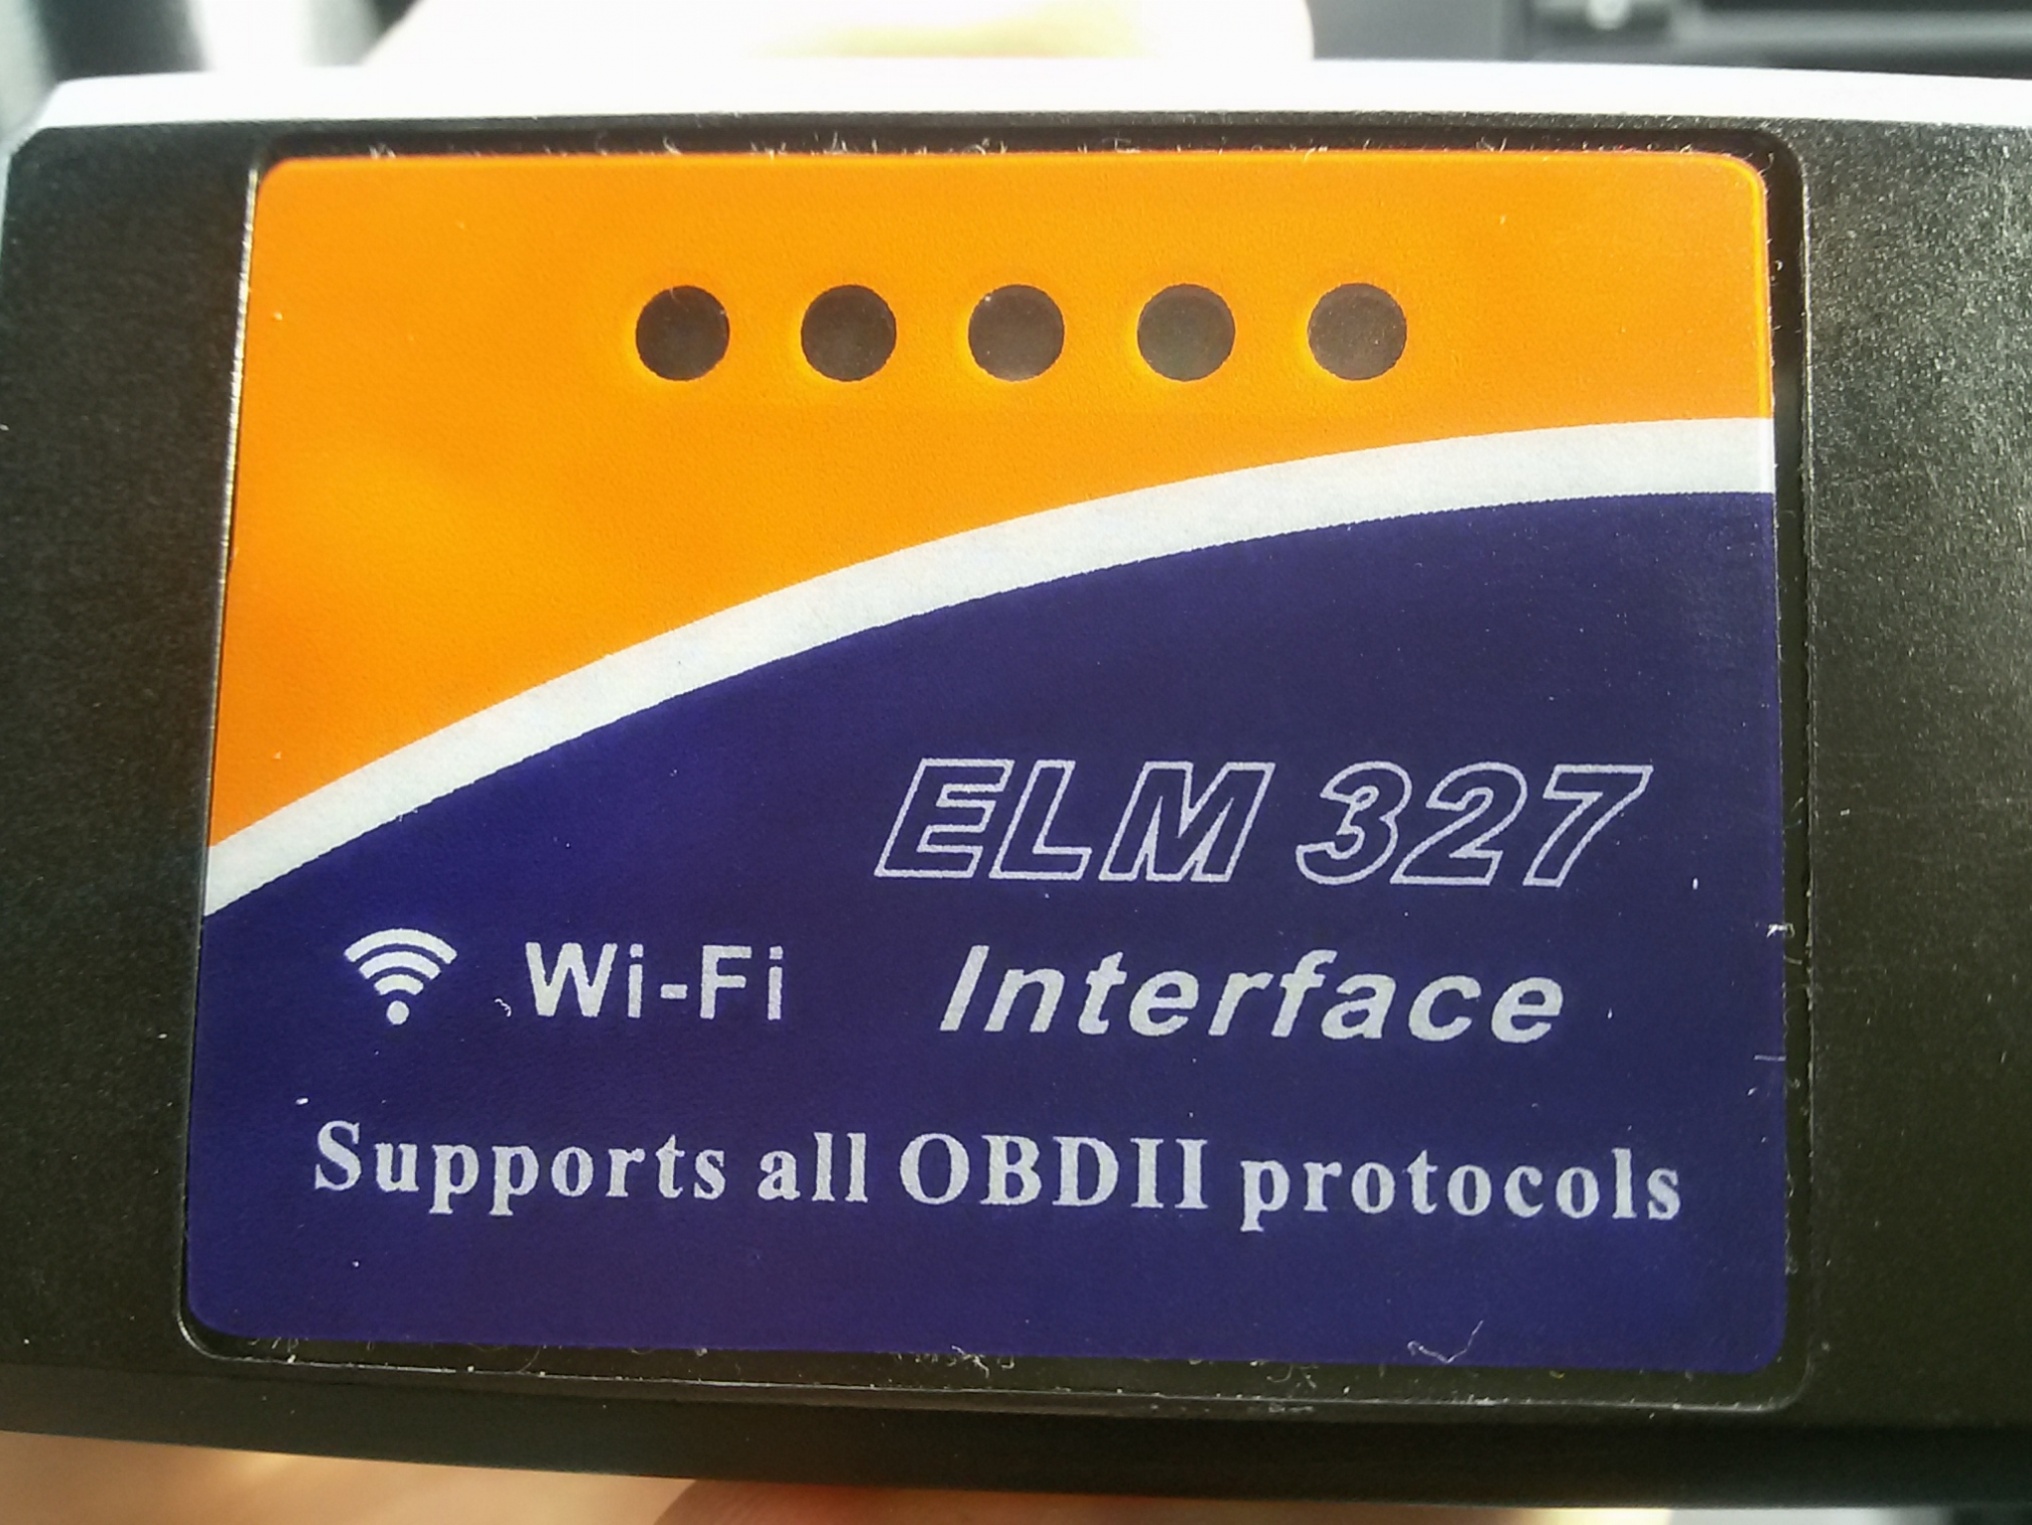 ELM 327
Wi-Fi Interface
Supports all OBDII protocols